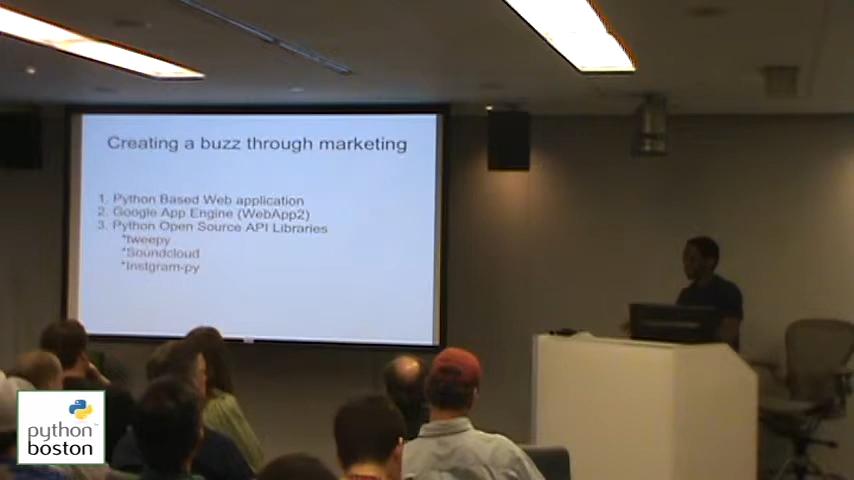 Creating a buzz through marketing
1. Python Based Web application
2. Google App Engine (WebApp2)
3. Python Open Source API Libraries
*tweepy
*Soundcloud
*Instgram-py
python
boston